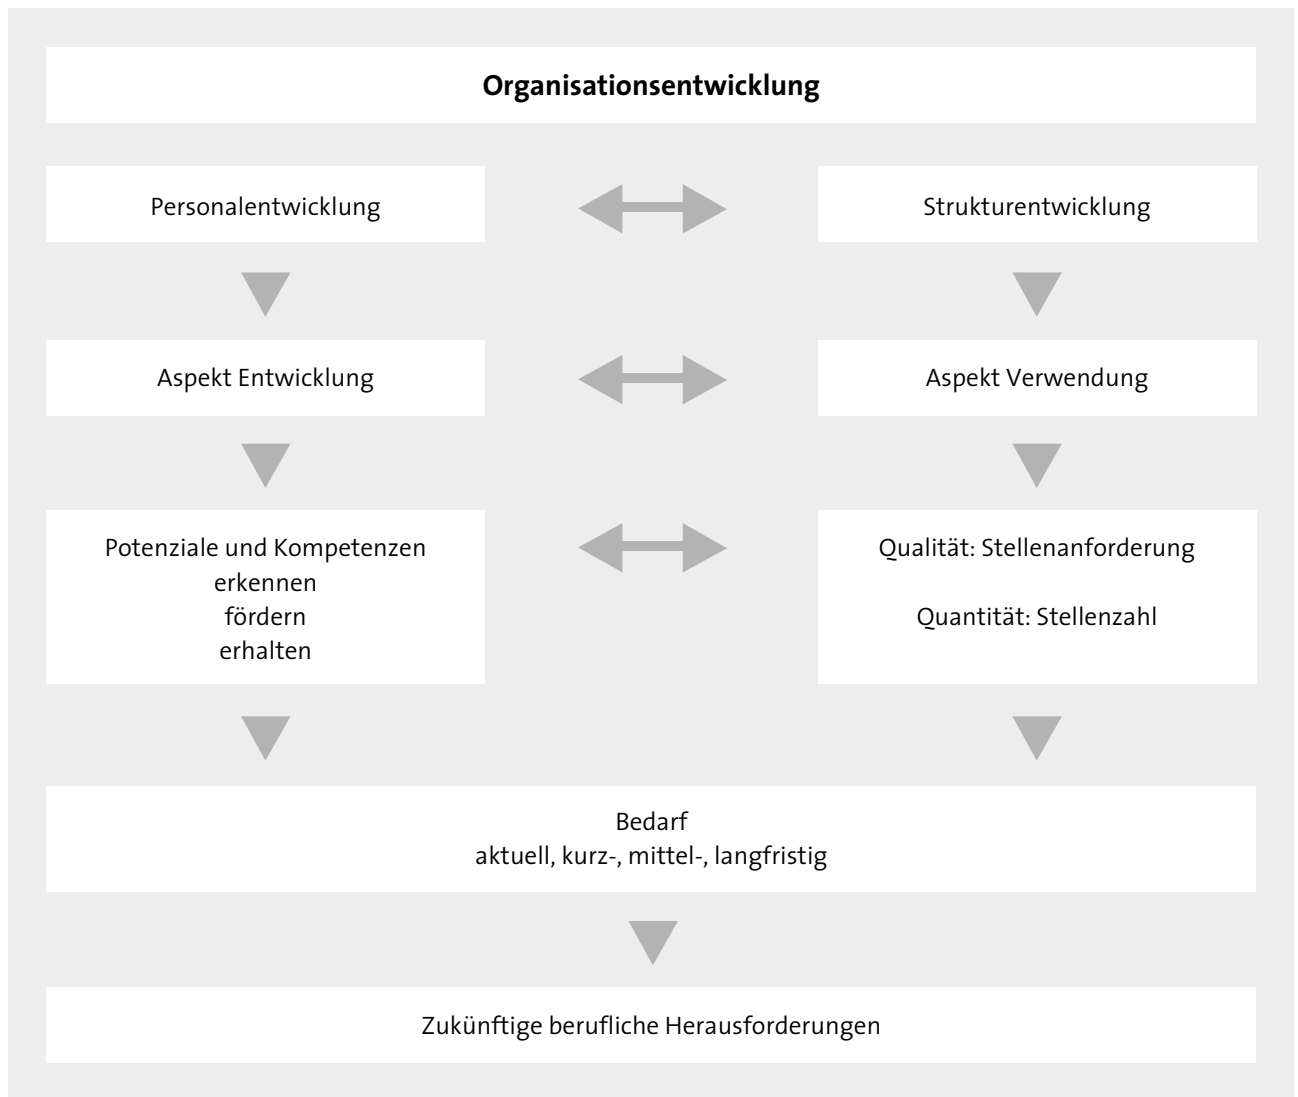 Organisationsentwicklung
Personalentwicklung
Strukturentwicklung
Aspekt Entwicklung
Aspekt Verwendung
Potenziale und Kompetenzen
erkennen
fördern
erhalten
Qualität: Stellenanforderung
Quantität: Stellenzahl
Bedarf
aktuell, kurz-, mittel-, langfristig
Zukünftige berufliche Herausforderungen